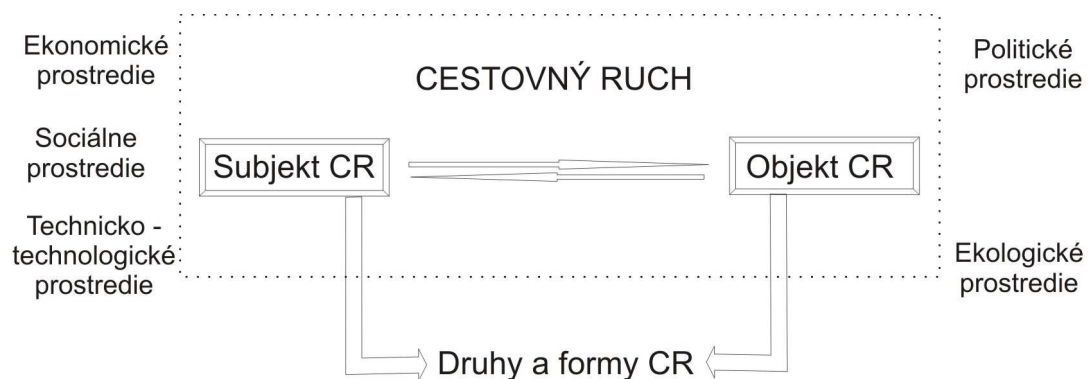 Ekonomické
prostredie
Politické
prostredie
CESTOVNÝ RUCH
Sociálne
prostredie
Subjekt CR
Objekt CR
Technicko -
technologické
prostredie
Ekologické
prostredie
Druhy a formy CR